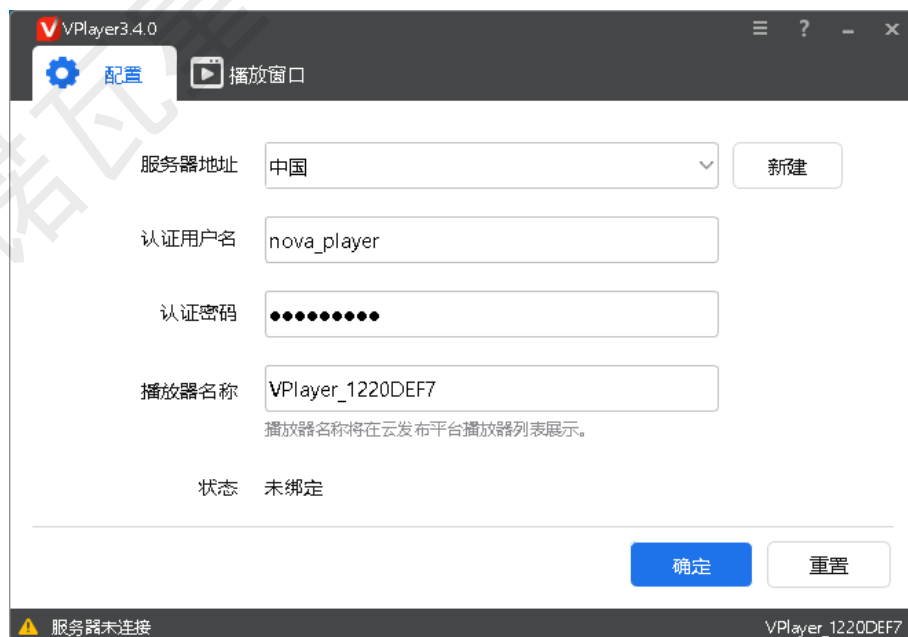 VPlayer3.4.0
配置
播放窗口
服务器地址 中国 新建
认证用户名 nova_player
认证密码 ●●●●●●●●●
播放器名称 VPlayer_1220DEF7
播放器名称将在云发布平台播放器列表展示。
状态 未绑定
确定 重置
服务器未连接 VPlayer_1220DEF7
诺瓦星